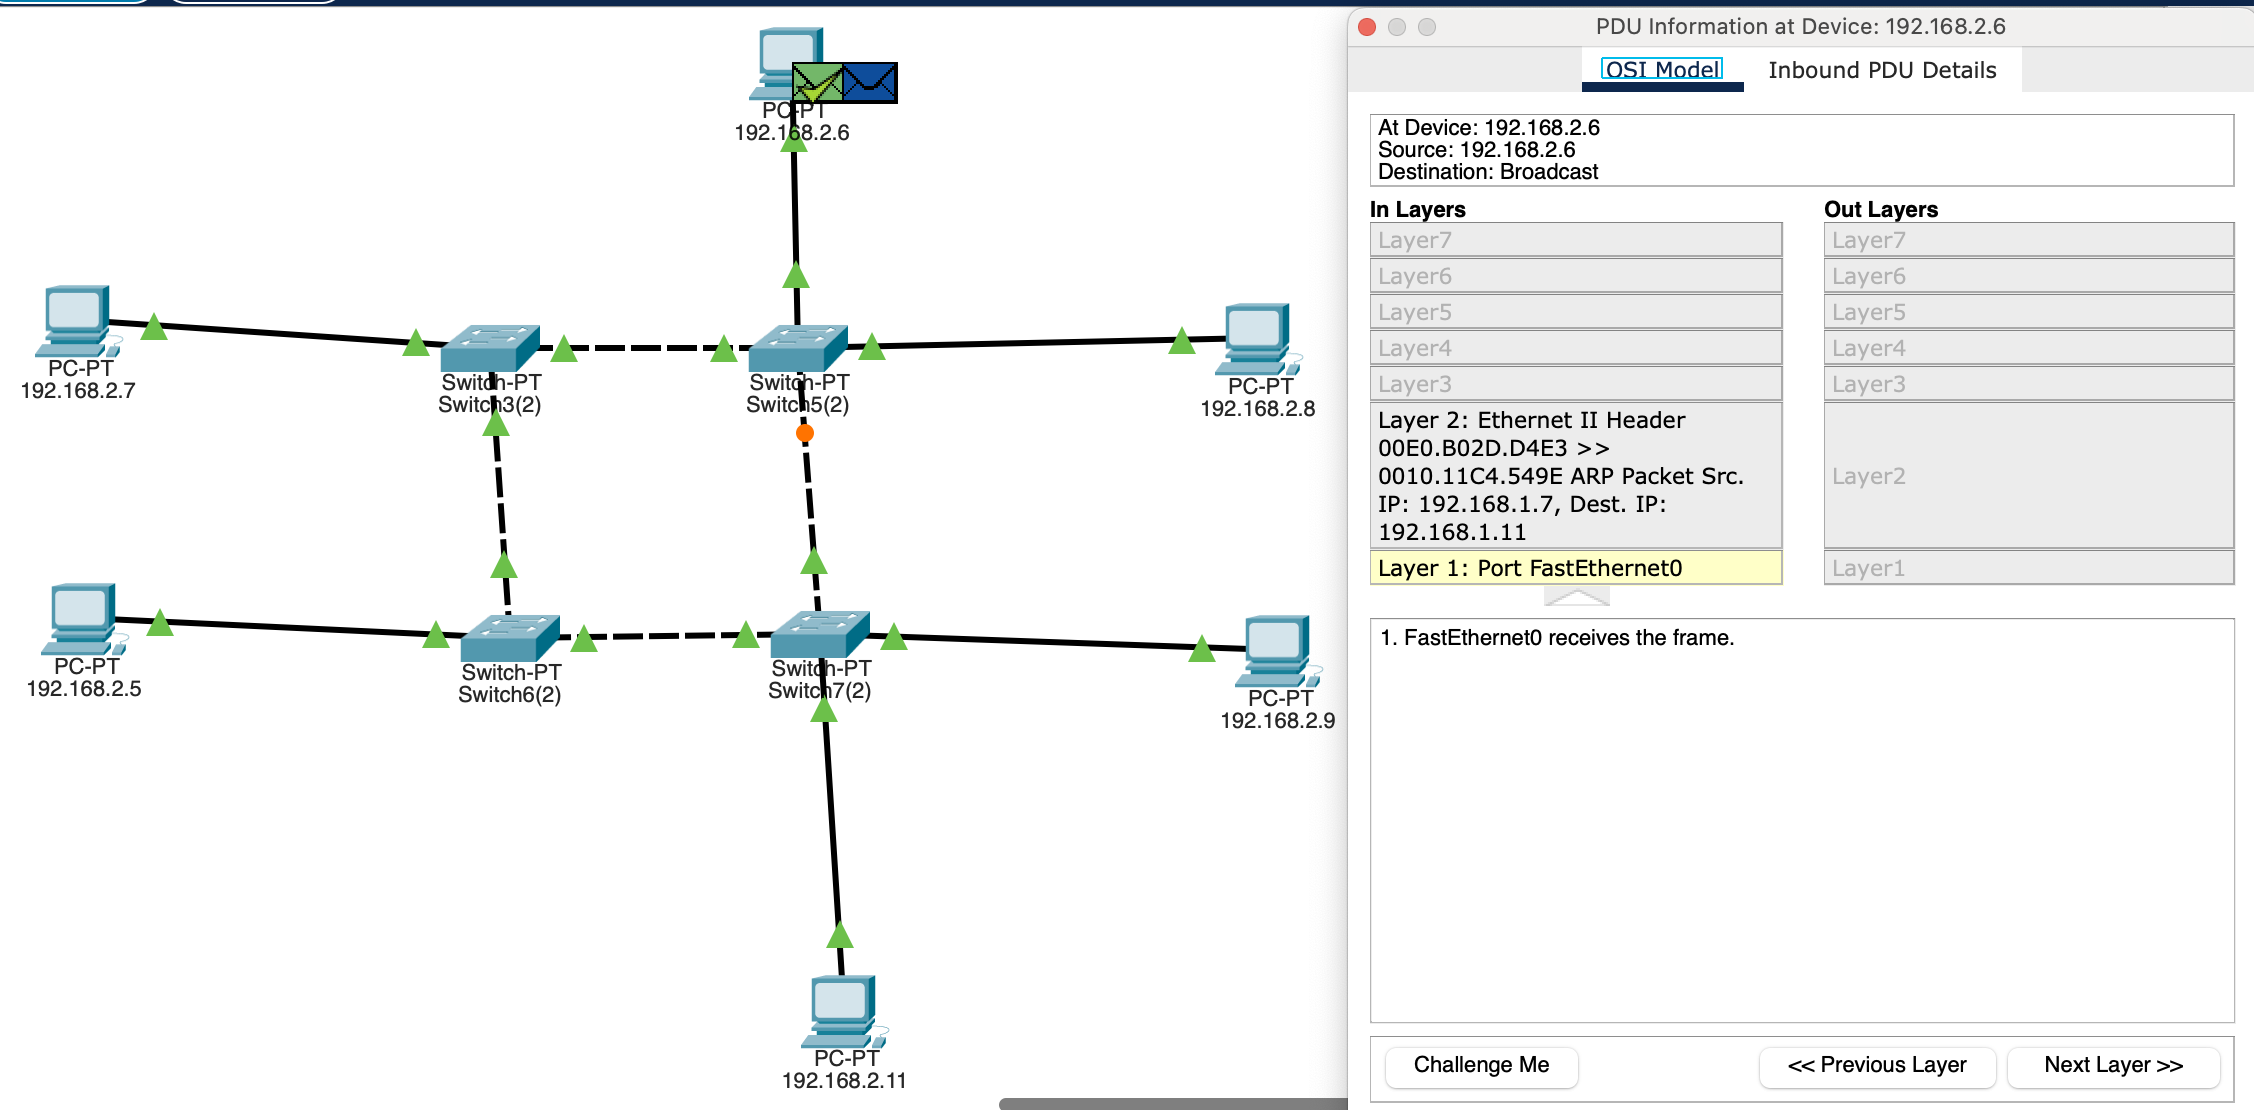 PC-PT
192.168.2.6
PC-PT
192.168.2.7
Switch-PT
Switch3(2)
Switch-PT
Switch5(2)
PC-PT
192.168.2.8
PC-PT
192.168.2.5
Switch-PT
Switch6(2)
Switch-PT
Switch7(2)
PC-PT
192.168.2.9
PC-PT
192.168.2.11
PDU Information at Device: 192.168.2.6
OSI Model
Inbound PDU Details
At Device: 192.168.2.6
Source: 192.168.2.6
Destination: Broadcast
In Layers
Layer7
Layer6
Layer5
Layer4
Layer3
Layer 2: Ethernet II Header
00E0.B02D.D4E3 >>
0010.11C4.549E ARP Packet Src.
IP: 192.168.1.7, Dest. IP:
192.168.1.11
Layer 1: Port FastEthernet0
Out Layers
Layer7
Layer6
Layer5
Layer4
Layer3
Layer2
Layer1
1. FastEthernet0 receives the frame.
Challenge Me
<< Previous Layer
Next Layer >>